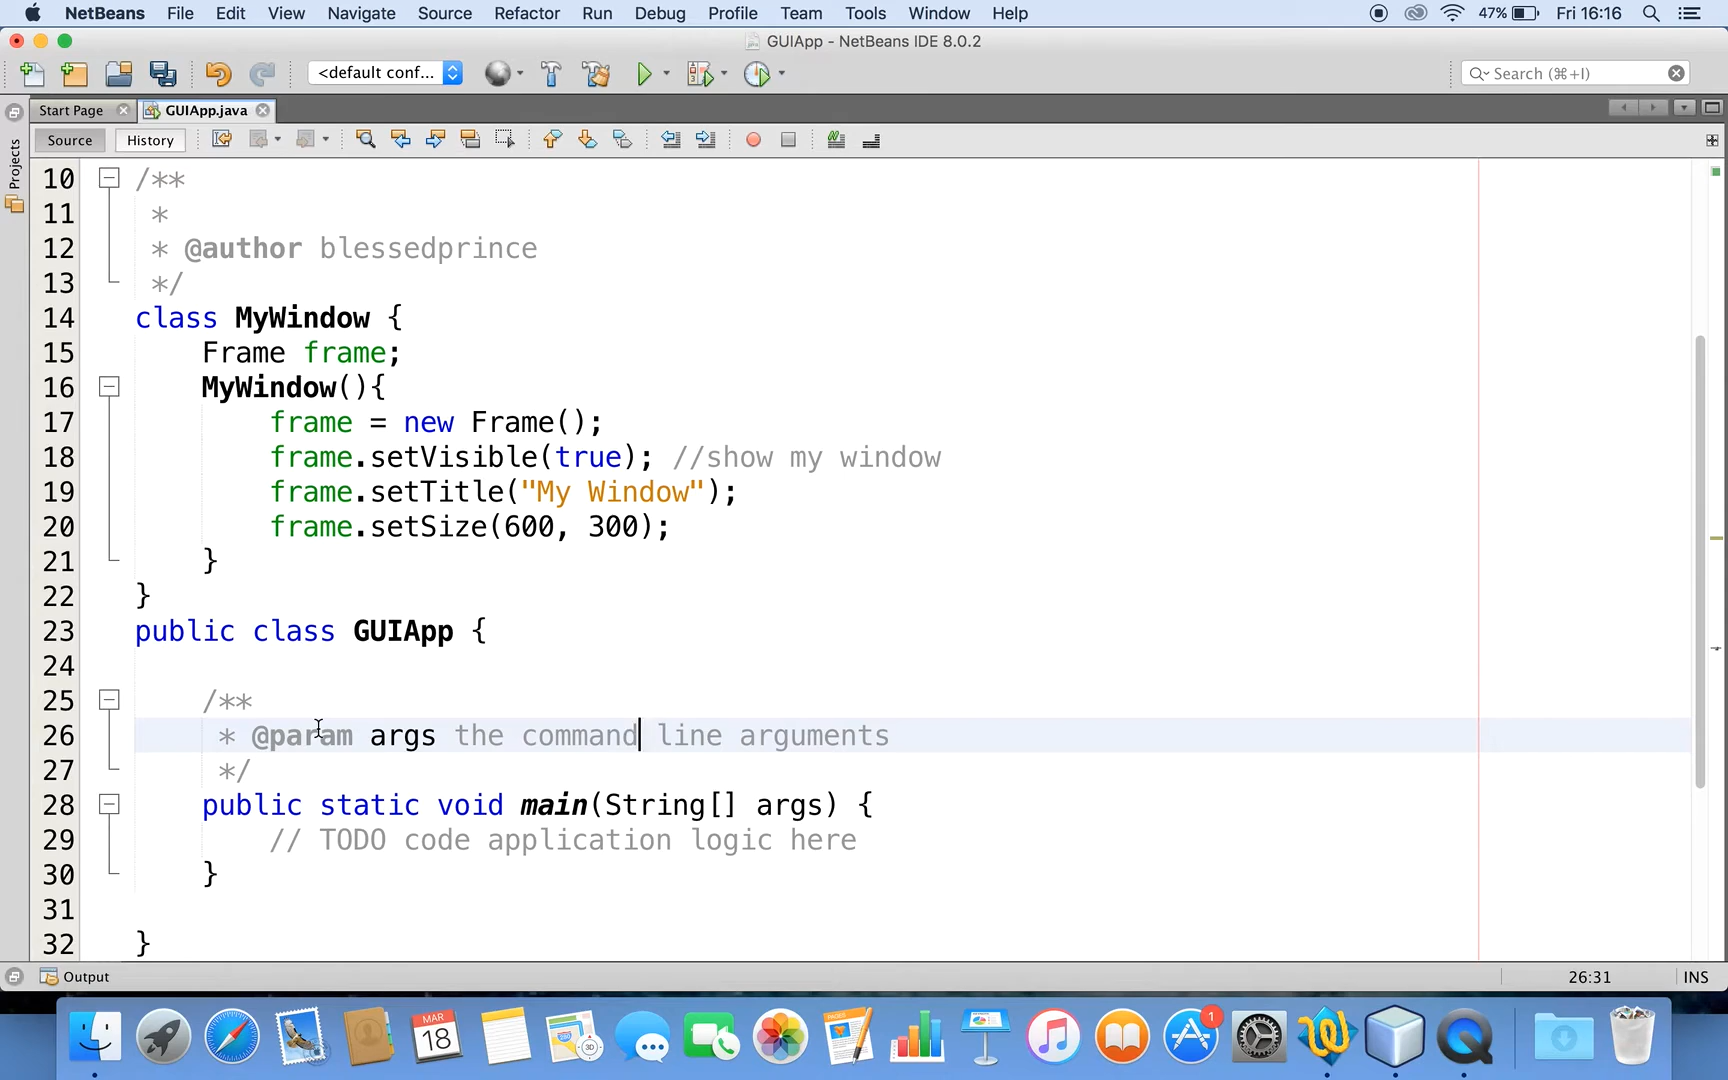 NetBeans File Edit View Navigate Source Refactor Run Debug Profile Team Tools Window Help 47% Fri 16:16
GUIApp - NetBeans IDE 8.0.2
<default conf... Search (⌘+I)
Start Page GUIApp.java
Source History
Projects
10 /**
11 *
12 * @author blessedprince
13 */
14 class MyWindow {
15 Frame frame;
16 MyWindow(){
17 frame = new Frame();
18 frame.setVisible(true); //show my window
19 frame.setTitle("My Window");
20 frame.setSize(600, 300);
21 }
22 }
23 public class GUIApp {
24
25 /**
26 * @param args the command line arguments
27 */
28 public static void main(String[] args) {
29 // TODO code application logic here
30 }
31
32 }
Output 26:31 INS
MAR
18
1